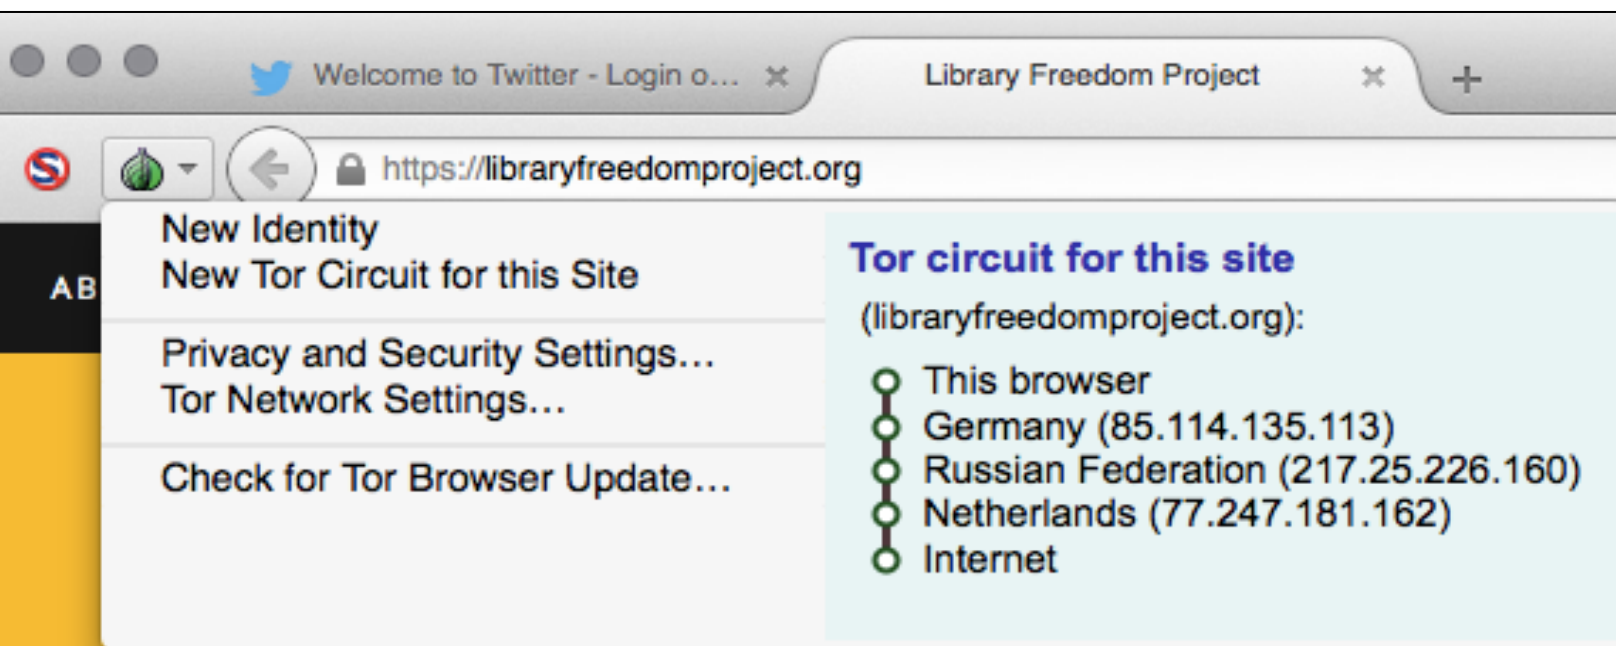 Welcome to Twitter - Login o...
Library Freedom Project
https://libraryfreedomproject.org
AB
New Identity
New Tor Circuit for this Site
Privacy and Security Settings...
Tor Network Settings...
Check for Tor Browser Update...
Tor circuit for this site
(libraryfreedomproject.org):
This browser
Germany (85.114.135.113)
Russian Federation (217.25.226.160)
Netherlands (77.247.181.162)
Internet